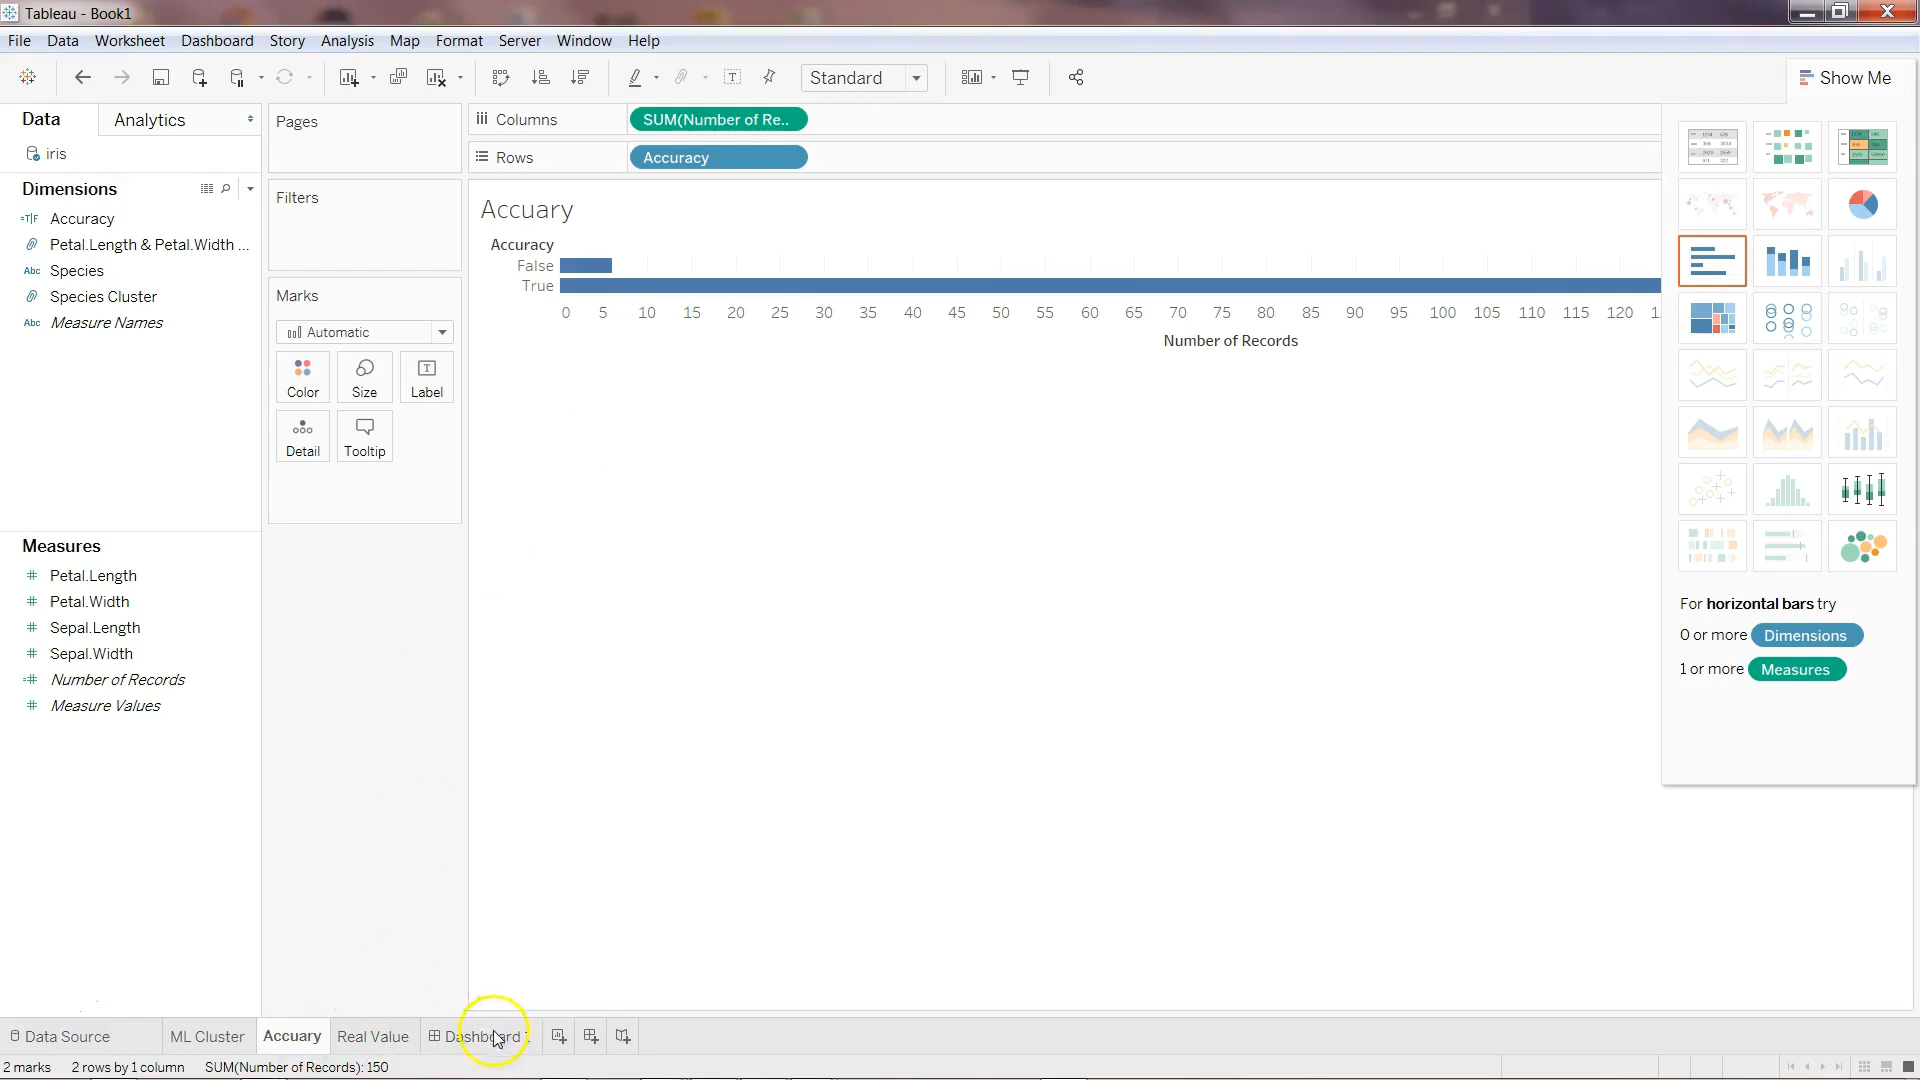 Tableau - Book1
File Data Worksheet Dashboard Story Analysis Map Format Server Window Help
Standard
Show Me
Data
Analytics
iris
Dimensions
Accuracy
Petal.Length & Petal.Width ...
Species
Species Cluster
Measure Names
Measures
Petal.Length
Petal.Width
Sepal.Length
Sepal.Width
Number of Records
Measure Values
Pages
Filters
Marks
Automatic
Color Size Label
Detail Tooltip
Columns SUM(Number of Re..
Rows Accuracy
Accuary
Accuracy
False
True
0 5 10 15 20 25 30 35 40 45 50 55 60 65 70 75 80 85 90 95 100 105 110 115 120
Number of Records
For horizontal bars try
0 or more Dimensions
1 or more Measures
Data Source ML Cluster Accuary Real Value Dashboard 1
2 marks 2 rows by 1 column SUM(Number of Records): 150